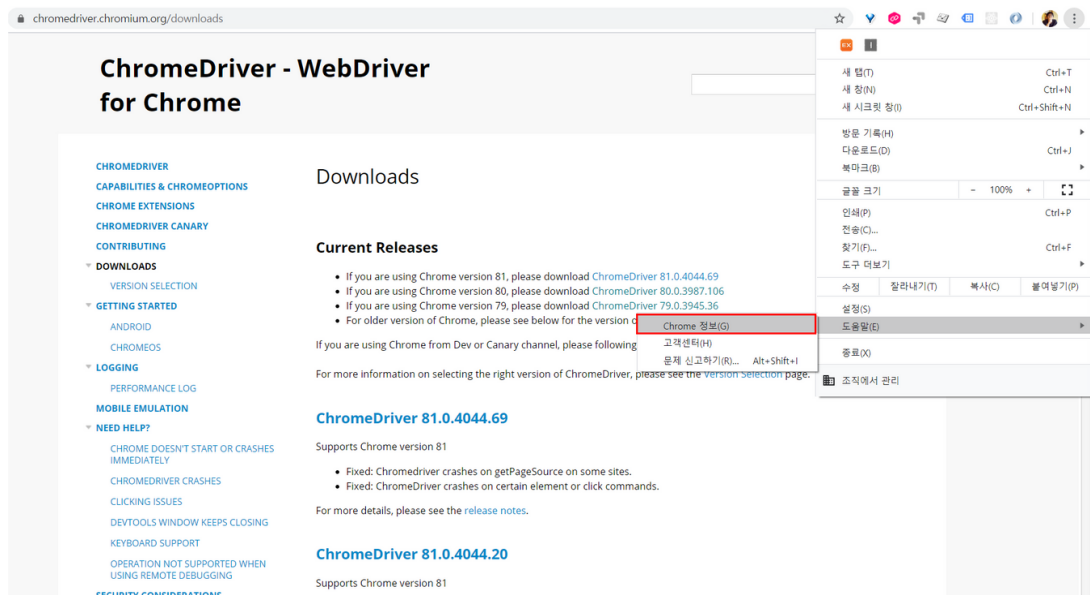 chromedriver.chromium.org/downloads
ChromeDriver - WebDriver
for Chrome
CHROMEDRIVER
CAPABILITIES & CHROMEOPTIONS
CHROME EXTENSIONS
CHROMEDRIVER CANARY
CONTRIBUTING
DOWNLOADS
VERSION SELECTION
GETTING STARTED
ANDROID
CHROMEOS
LOGGING
PERFORMANCE LOG
MOBILE EMULATION
NEED HELP?
CHROME DOESN'T START OR CRASHES
IMMEDIATELY
CHROMEDRIVER CRASHES
CLICKING ISSUES
DEVTOOLS WINDOW KEEPS CLOSING
KEYBOARD SUPPORT
OPERATION NOT SUPPORTED WHEN
USING REMOTE DEBUGGING
SECURITY CONSIDERATIONS
Downloads
Current Releases
If you are using Chrome version 81, please download ChromeDriver 81.0.4044.69
If you are using Chrome version 80, please download ChromeDriver 80.0.3987.106
If you are using Chrome version 79, please download ChromeDriver 79.0.3945.36
For older version of Chrome, please see below for the version
If you are using Chrome from Dev or Canary channel, please following
For more information on selecting the right version of ChromeDriver, please see the Version Selection page.
ChromeDriver 81.0.4044.69
Supports Chrome version 81
Fixed: Chromedriver crashes on getPageSource on some sites.
Fixed: ChromeDriver crashes on certain element or click commands.
For more details, please see the release notes.
ChromeDriver 81.0.4044.20
Supports Chrome version 81
Chrome 정보(G)
고객센터(H)
문제 신고하기(R)... Alt+Shift+I
EX I
새 탭(T) Ctrl+T
새 창(N) Ctrl+N
새 시크릿 창(I) Ctrl+Shift+N
방문 기록(H)
다운로드(D) Ctrl+J
북마크(B)
글꼴 크기 - 100% +
인쇄(P) Ctrl+P
전송(C)...
찾기(F)... Ctrl+F
도구 더보기
수정 잘라내기(T) 복사(C) 붙여넣기(P)
설정(S)
도움말(E)
종료(X)
조직에서 관리